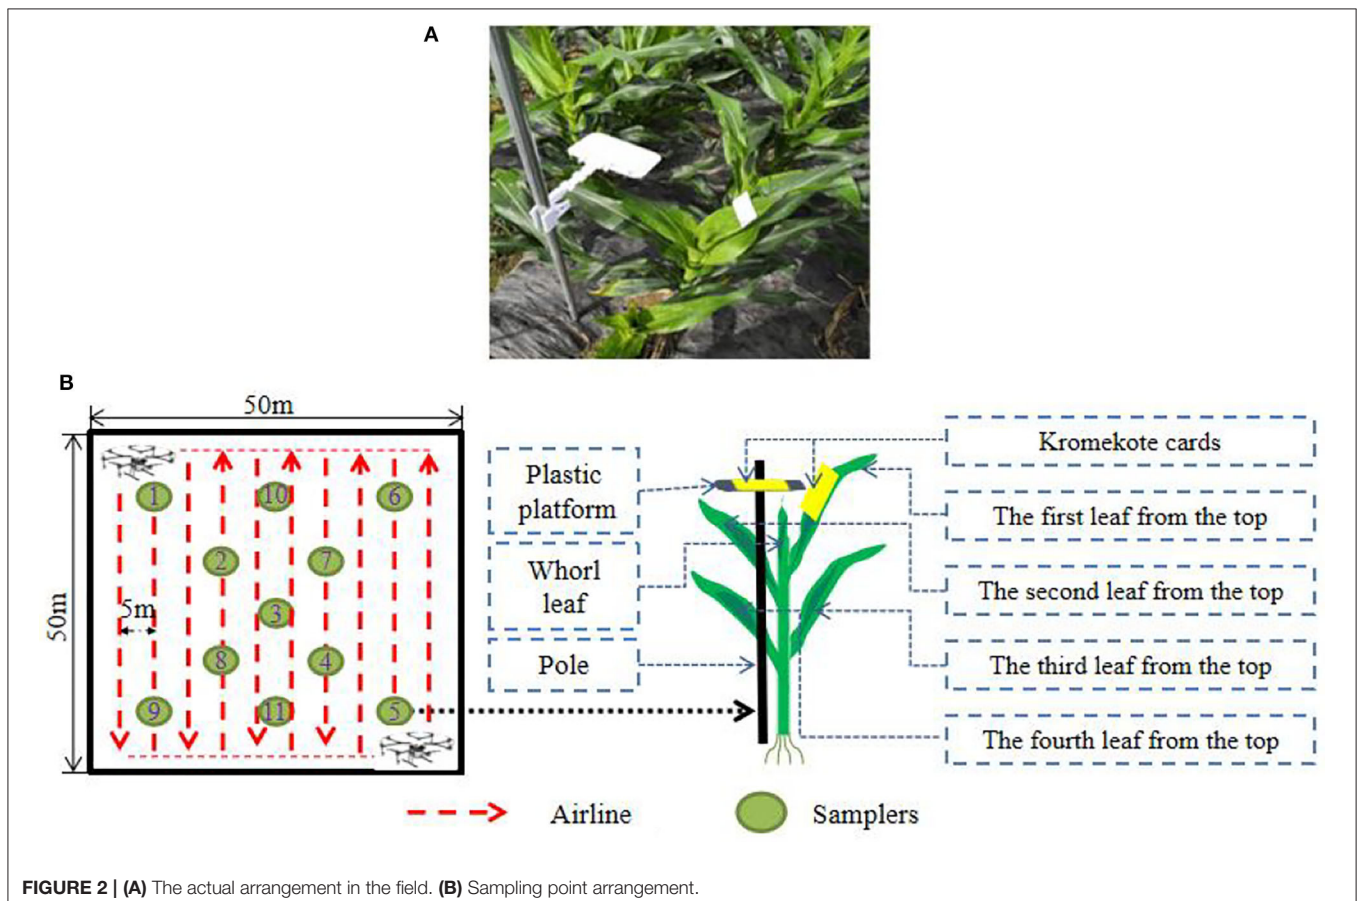 A
B
50m
50m
5m
1
10
6
2
7
3
8
4
9
11
5
Plastic
platform
Whorl
leaf
Pole
Kromekote cards
The first leaf from the top
The second leaf from the top
The third leaf from the top
The fourth leaf from the top
Airline
Samplers
FIGURE 2 | (A) The actual arrangement in the field. (B) Sampling point arrangement.